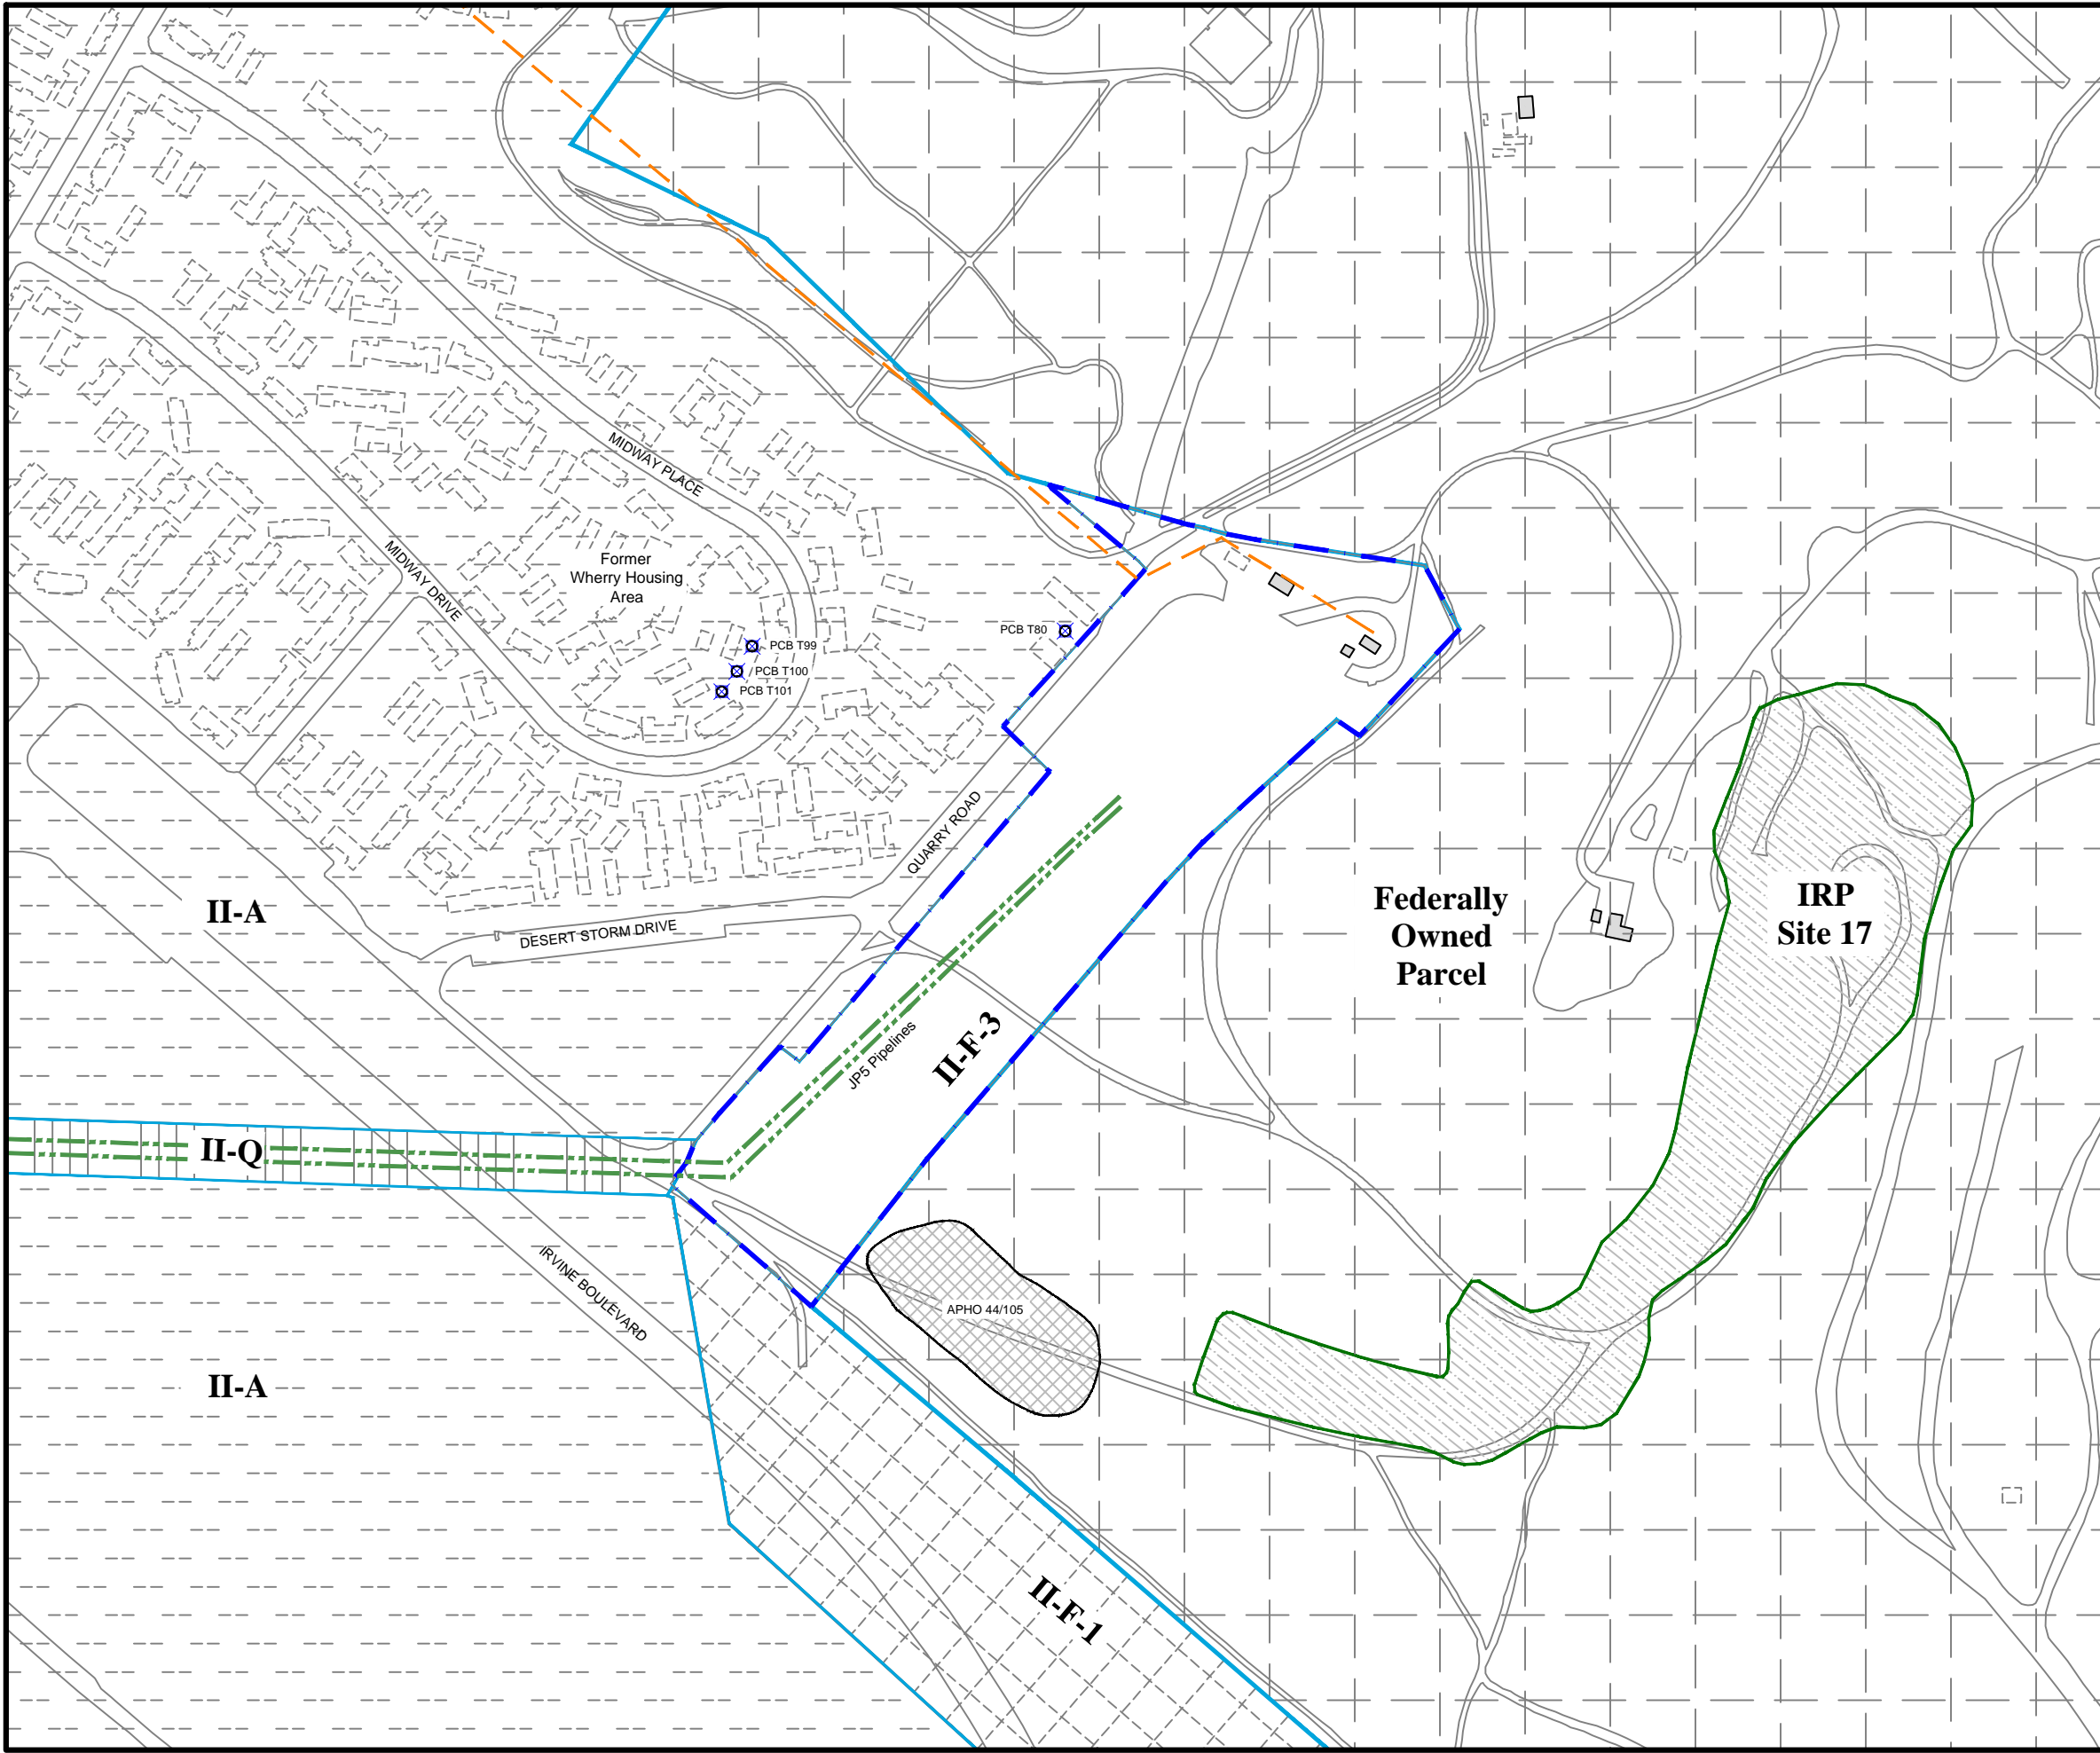 MIDWAY PLACE
MIDWAY DRIVE
Former
Wherry Housing
Area
PCB T80
PCB T99
PCB T100
PCB T101
QUARRY ROAD
II-A
DESERT STORM DRIVE
Federally
Owned
Parcel
IRP
Site 17
JP5 Pipelines
II-F-3
II-Q
IRVINE BOULEVARD
APHO 44/105
II-A
II-F-1